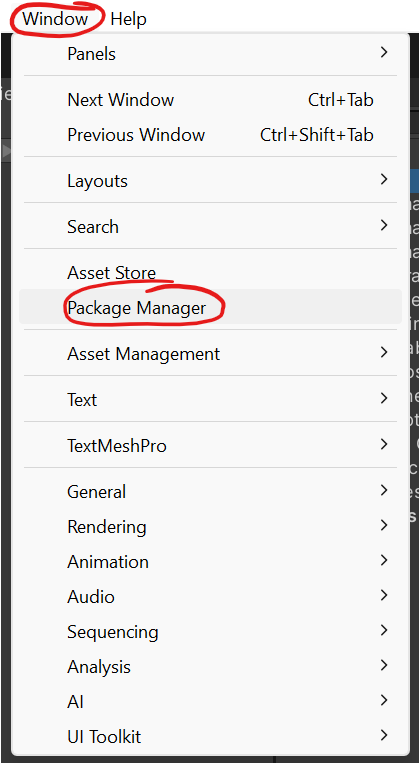 Window Help
Panels
Next Window Ctrl+Tab
Previous Window Ctrl+Shift+Tab
Layouts
Search
Asset Store
Package Manager
Asset Management
Text
TextMeshPro
General
Rendering
Animation
Audio
Sequencing
Analysis
AI
UI Toolkit